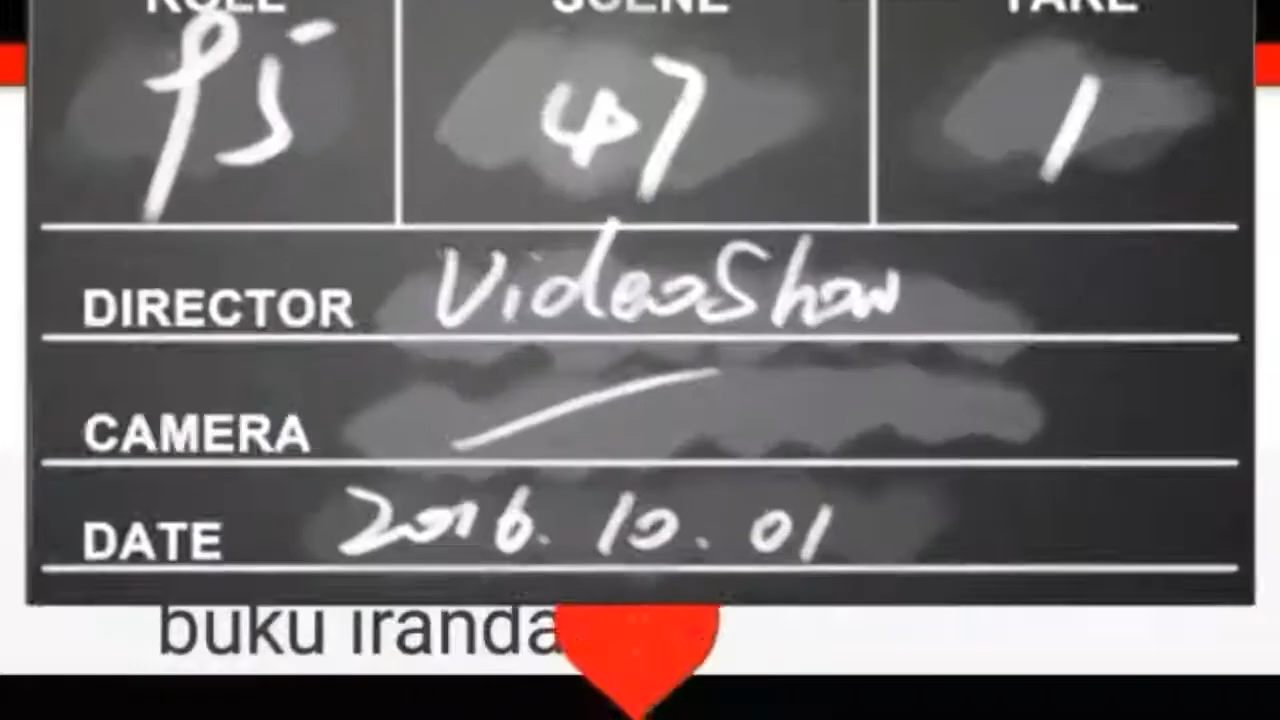 ROLL SCENE TAKE
95 47 1
DIRECTOR VideoShow
CAMERA
DATE 2016.10.01
buku iranda